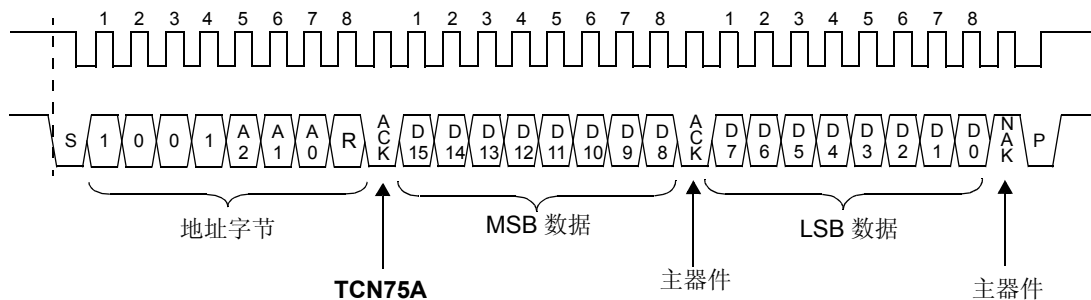 1 2 3 4 5 6 7 8 1 2 3 4 5 6 7 8 1 2 3 4 5 6 7 8
S 1 0 0 1 A2 A1 A0 R ACK D15 D14 D13 D12 D11 D10 D9 D8 ACK D7 D6 D5 D4 D3 D2 D1 D0 NAK P
地址字节 MSB 数据 LSB 数据
TCN75A 主器件 主器件